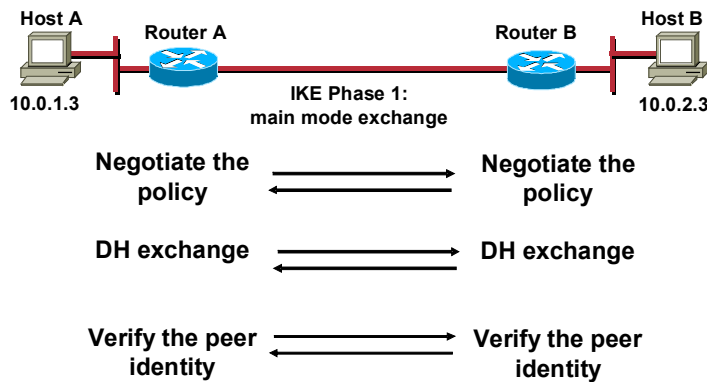 Host A
Router A
Router B
Host B
10.0.1.3
IKE Phase 1:
main mode exchange
10.0.2.3
Negotiate the
policy
Negotiate the
policy
DH exchange
DH exchange
Verify the peer
identity
Verify the peer
identity